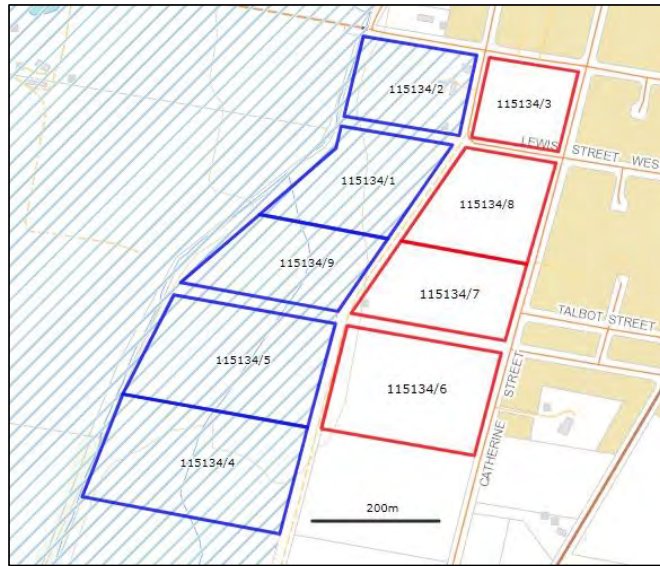 115134/2
115134/3
LEWIS STREET WES
115134/1
115134/8
115134/9
115134/7
TALBOT STREET
115134/5
115134/6
CATHERINE STREET
115134/4
200m